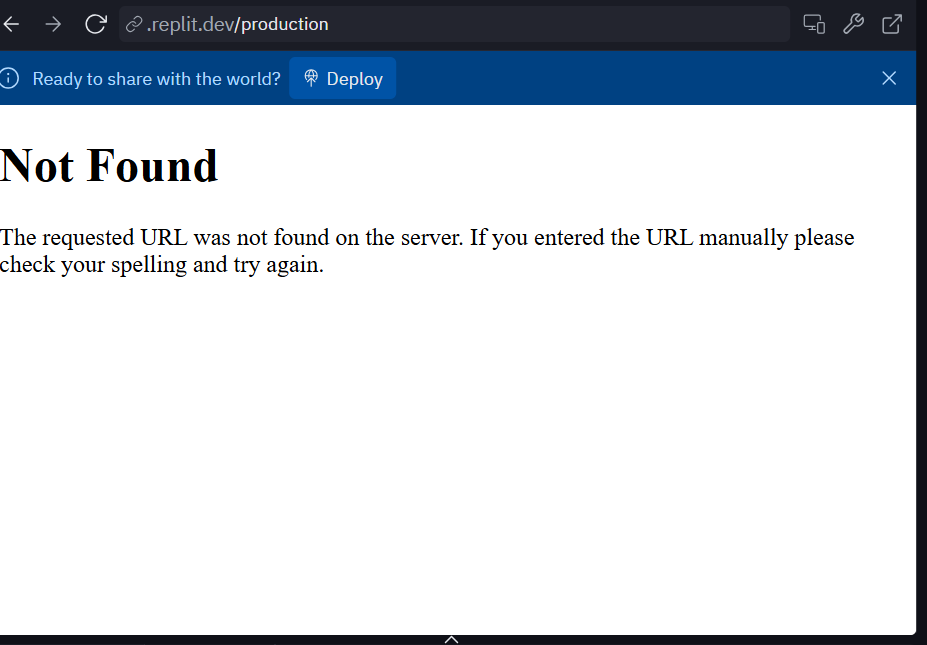 .replit.dev/production
Ready to share with the world? Deploy
Not Found
The requested URL was not found on the server. If you entered the URL manually please
check your spelling and try again.